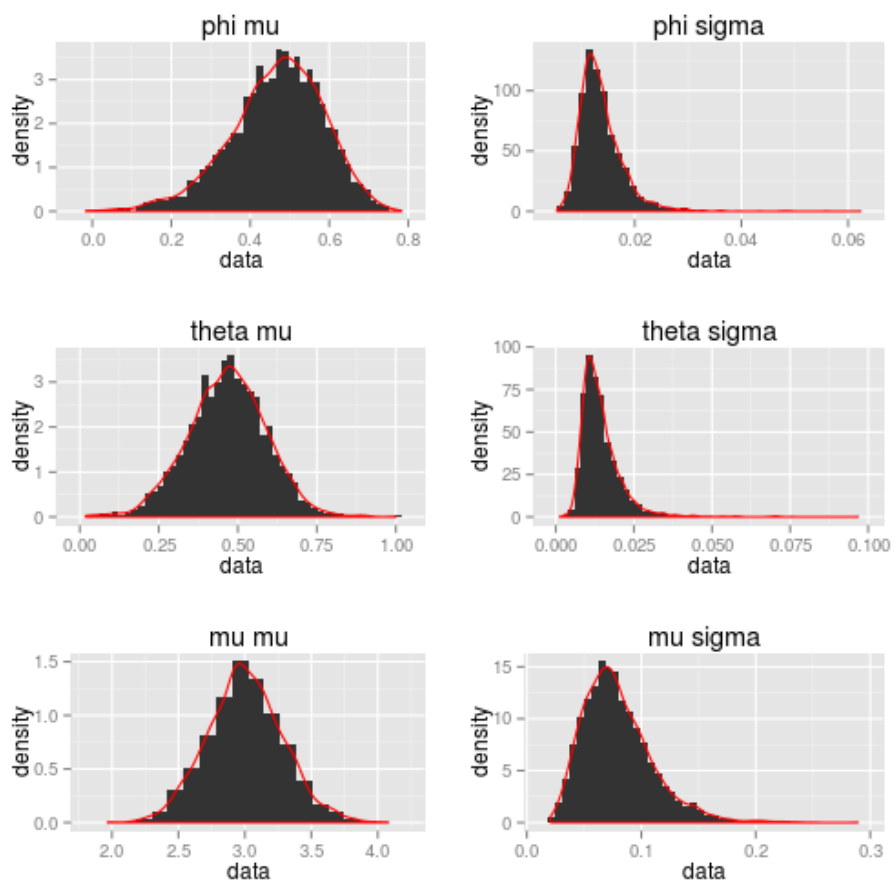 phi mu
density
3
2
1
0
0.0 0.2 0.4 0.6 0.8
data
phi sigma
density
100
50
0
0.02 0.04 0.06
data
theta mu
density
3
2
1
0
0.00 0.25 0.50 0.75 1.00
data
theta sigma
density
100
75
50
25
0
0.000 0.025 0.050 0.075 0.100
data
mu mu
density
1.5
1.0
0.5
0.0
2.0 2.5 3.0 3.5 4.0
data
mu sigma
density
15
10
5
0
0.0 0.1 0.2 0.3
data